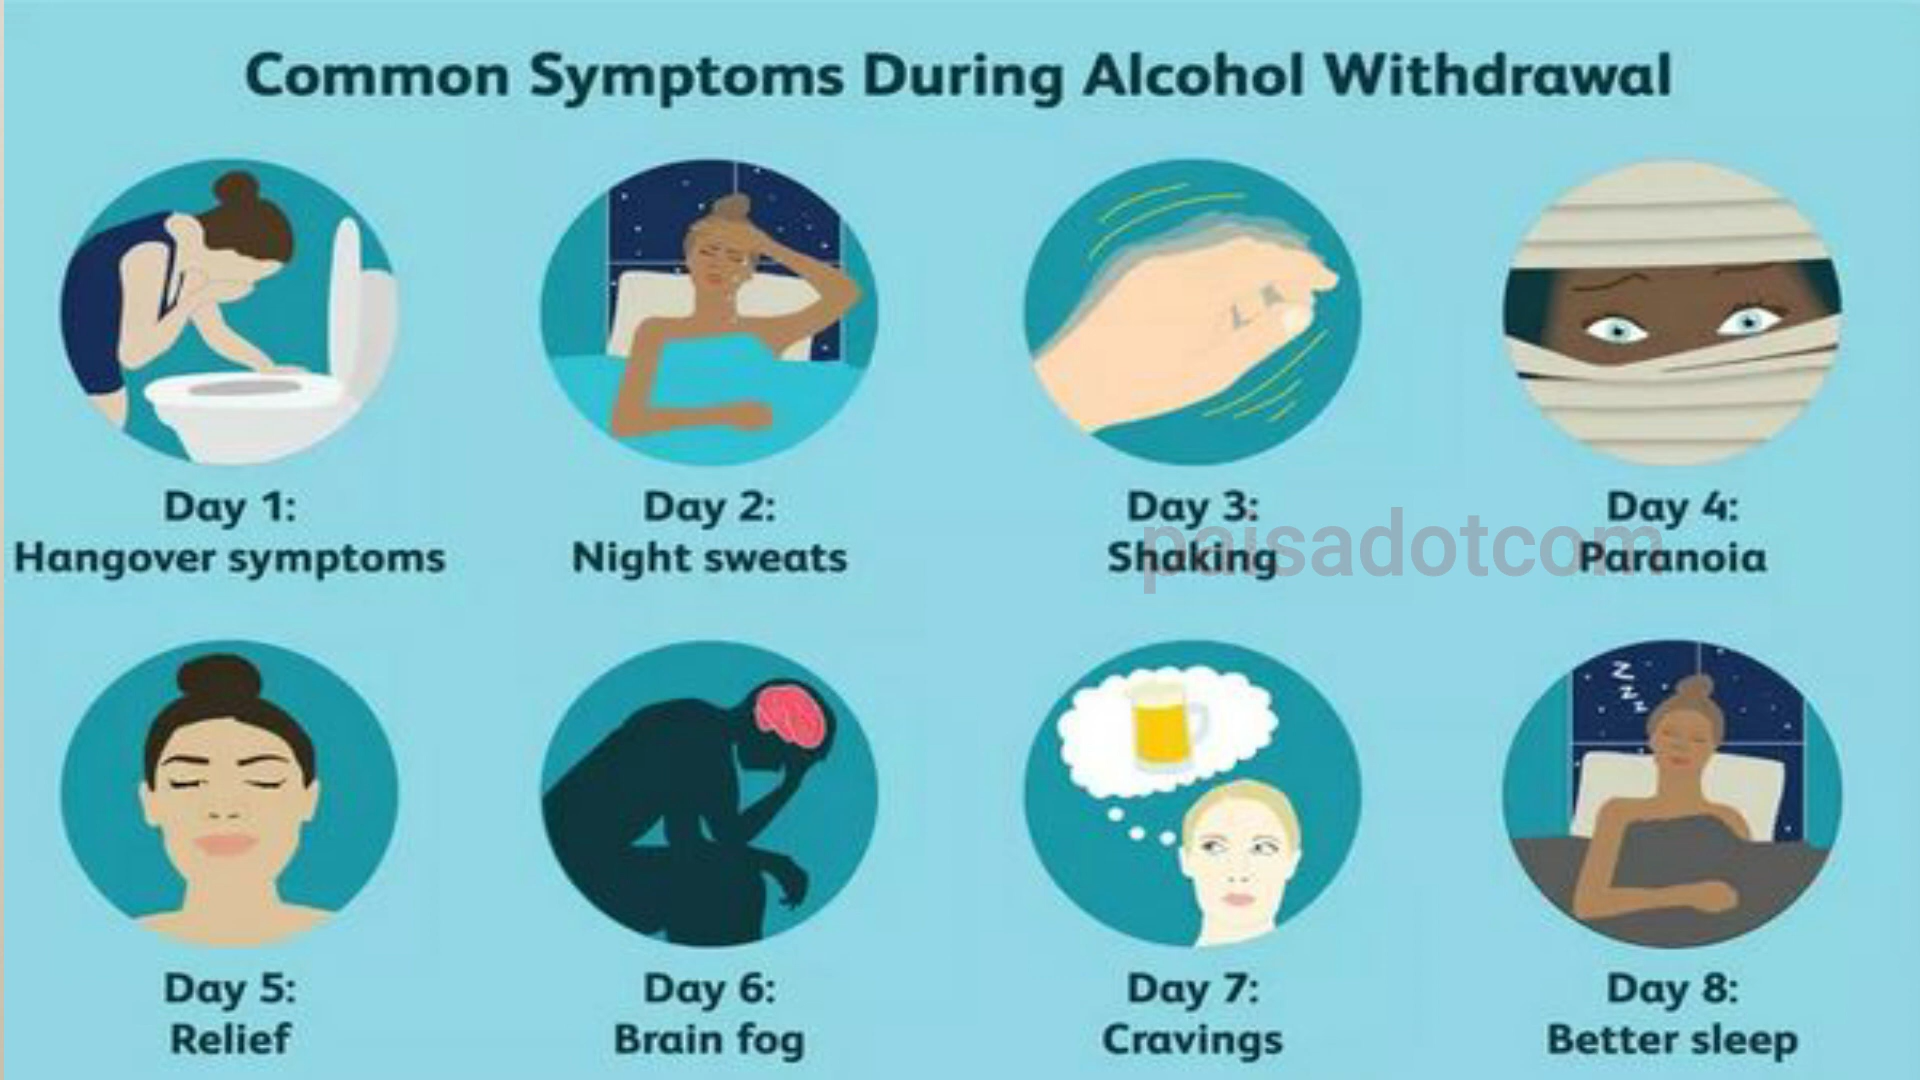 Common Symptoms During Alcohol Withdrawal
Day 1:
Hangover symptoms
Day 2:
Night sweats
Day 3:
Shaking
Day 4:
Paranoia
paisadotcom
Day 5:
Relief
Day 6:
Brain fog
Day 7:
Cravings
Z
Z
Z
Day 8:
Better sleep